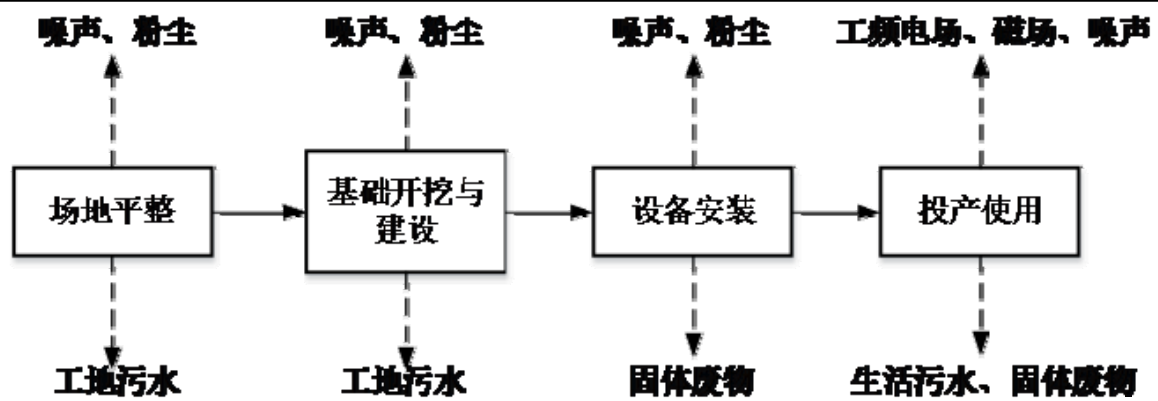 噪声、粉尘
噪声、粉尘
噪声、粉尘
工频电场、磁场、噪声
场地平整
基础开挖与
建设
设备安装
投产使用
工地污水
工地污水
固体废物
生活污水、固体废物